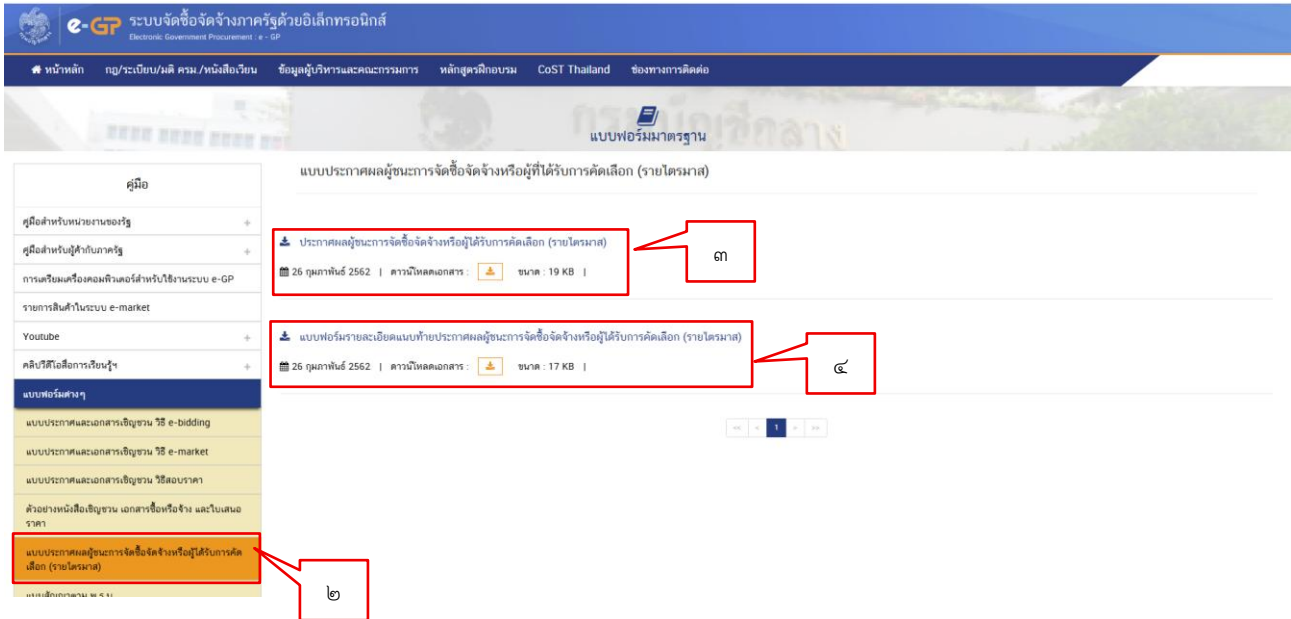 e-GP ระบบจัดซื้อจัดจ้างภาครัฐด้วยอิเล็กทรอนิกส์
Electronic Government Procurement : e - GP
หน้าหลัก กฎ/ระเบียบ/มติ ครม./หนังสือเวียน ข้อมูลผู้บริหารและคณะกรรมการ หลักสูตรฝึกอบรม CoST Thailand ช่องทางการติดต่อ
กรมบัญชีกลาง
แบบฟอร์มมาตรฐาน
คู่มือ
คู่มือสำหรับหน่วยงานของรัฐ +
คู่มือสำหรับผู้ค้ากับภาครัฐ +
การเตรียมเครื่องคอมพิวเตอร์สำหรับใช้งานระบบ e-GP
รายการสินค้าในระบบ e-market
Youtube +
คลิปวีดีโอสื่อการเรียนรู้ฯ +
แบบฟอร์มต่างๆ
แบบประกาศและเอกสารเชิญชวน วิธี e-bidding
แบบประกาศและเอกสารเชิญชวน วิธี e-market
แบบประกาศและเอกสารเชิญชวน วิธีสอบราคา
ตัวอย่างหนังสือเชิญชวน เอกสารซื้อหรือจ้าง และใบเสนอ
ราคา
แบบประกาศผลผู้ชนะการจัดซื้อจัดจ้างหรือผู้ได้รับการคัด
เลือก (รายไตรมาส)
แบบสัญญาตาม พ.ร.บ.
๒
แบบประกาศผลผู้ชนะการจัดซื้อจัดจ้างหรือผู้ที่ได้รับการคัดเลือก (รายไตรมาส)
ประกาศผลผู้ชนะการจัดซื้อจัดจ้างหรือผู้ได้รับการคัดเลือก (รายไตรมาส)
26 กุมภาพันธ์ 2562 | ดาวน์โหลดเอกสาร : ขนาด : 19 KB |
๓
แบบฟอร์มรายละเอียดแนบท้ายประกาศผลผู้ชนะการจัดซื้อจัดจ้างหรือผู้ได้รับการคัดเลือก (รายไตรมาส)
26 กุมภาพันธ์ 2562 | ดาวน์โหลดเอกสาร : ขนาด : 17 KB |
๔
<< < 1 > >>